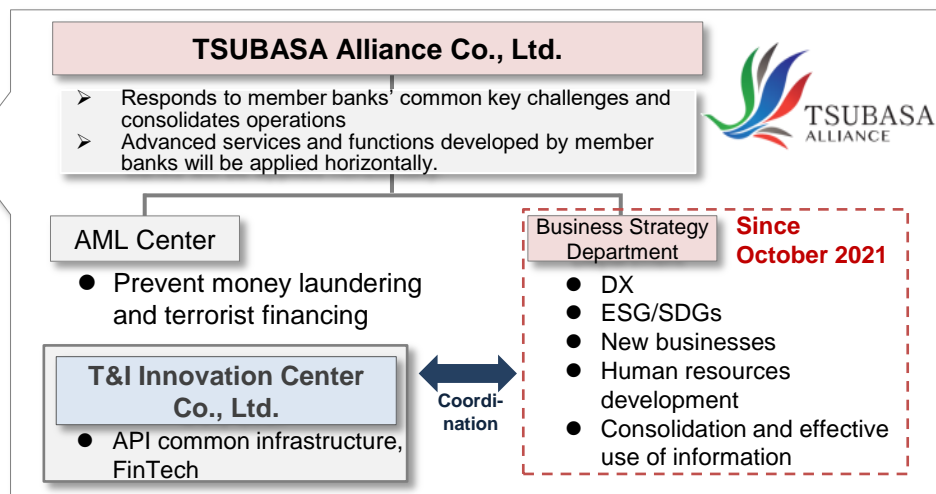 TSUBASA Alliance Co., Ltd.
➢ Responds to member banks' common key challenges and
consolidates operations
➢ Advanced services and functions developed by member
banks will be applied horizontally.
TSUBASA
ALLIANCE
AML Center
● Prevent money laundering
and terrorist financing
Business Strategy
Department
Since
October 2021
● DX
● ESG/SDGs
● New businesses
● Human resources
development
● Consolidation and effective
use of information
T&I Innovation Center
Co., Ltd.
● API common infrastructure,
FinTech
Coordi-
nation